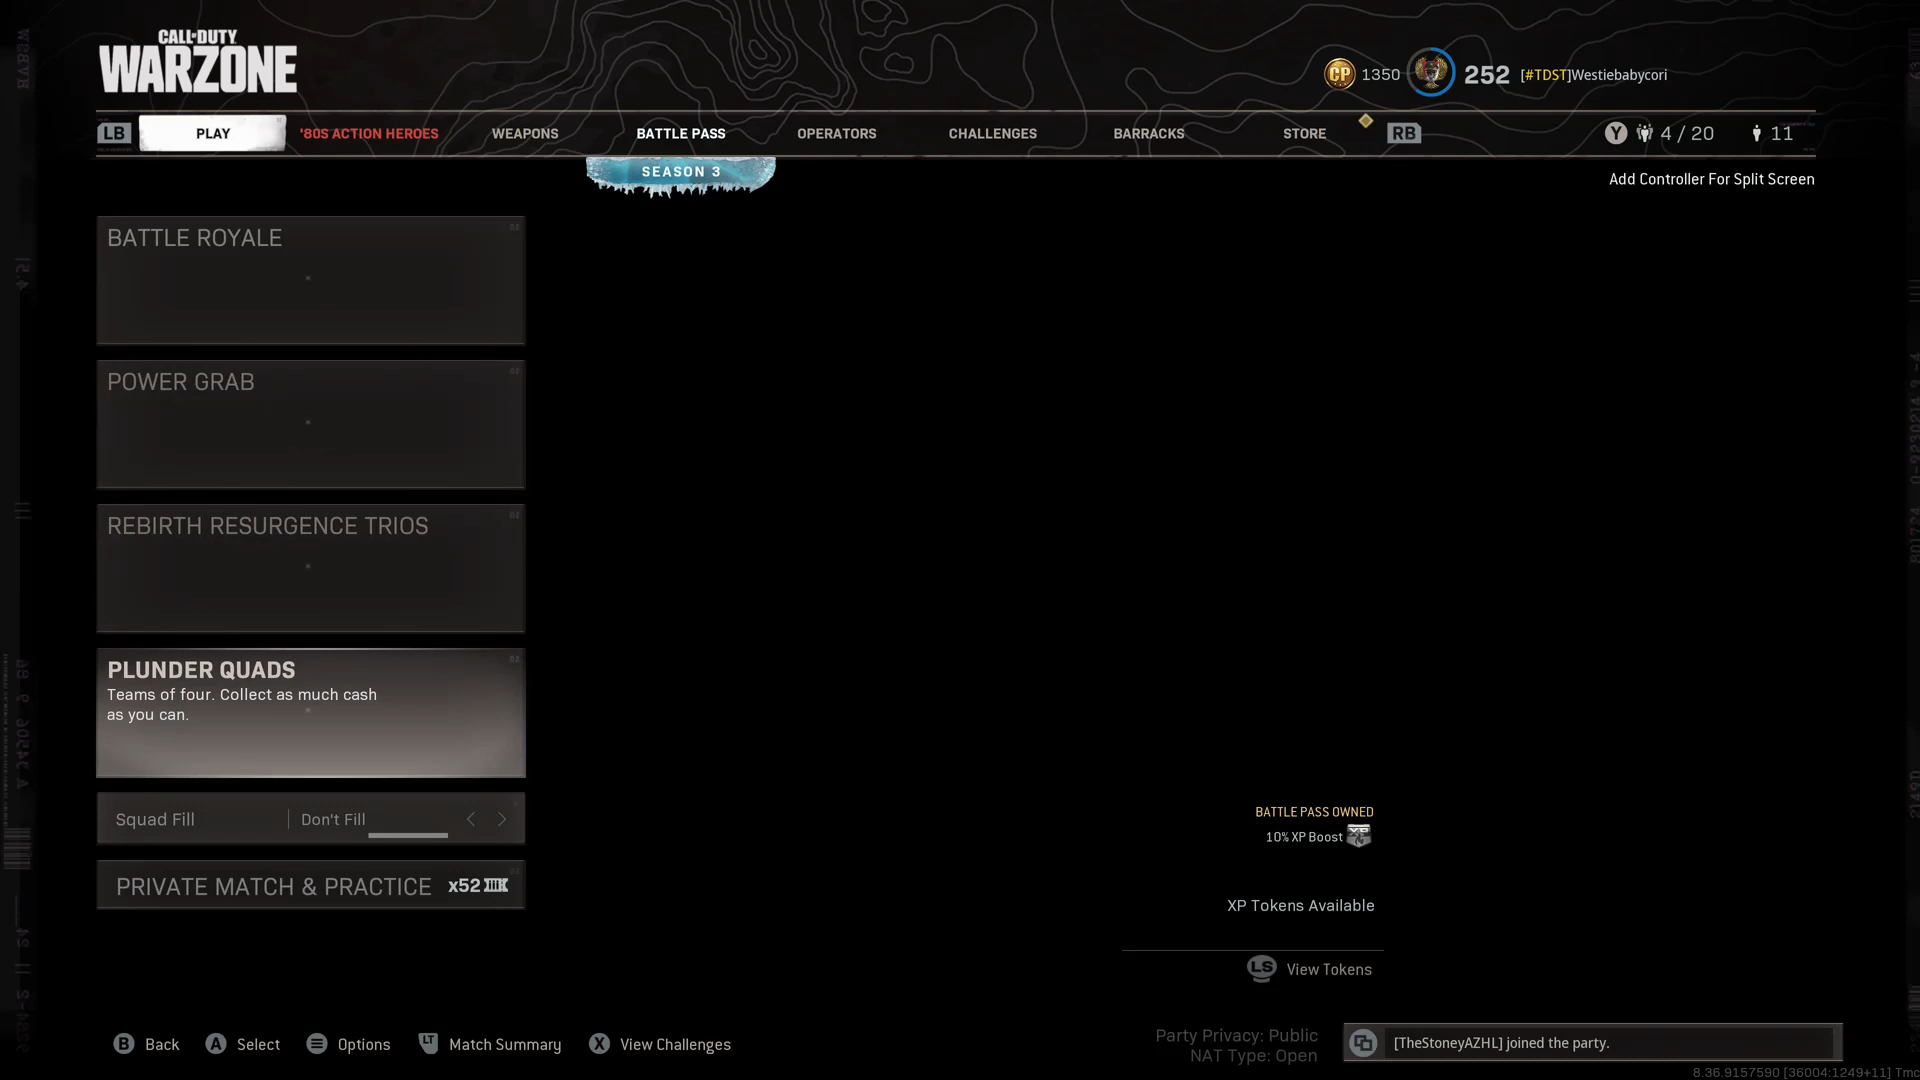 CALL OF DUTY
WARZONE
CP 1350 252 [#TDST]Westiebabycori
LB PLAY '80S ACTION HEROES WEAPONS BATTLE PASS OPERATORS CHALLENGES BARRACKS STORE RB Y 4 / 20 11
SEASON 3
Add Controller For Split Screen
BATTLE ROYALE
POWER GRAB
REBIRTH RESURGENCE TRIOS
PLUNDER QUADS
Teams of four. Collect as much cash
as you can.
Squad Fill Don't Fill
PRIVATE MATCH & PRACTICE x52
BATTLE PASS OWNED
10% XP Boost
XP Tokens Available
LS View Tokens
B Back A Select Options LT Match Summary X View Challenges
Party Privacy: Public
NAT Type: Open
[TheStoneyAZHL] joined the party.
8.36.9157590 [36004:1249+11] Tmc